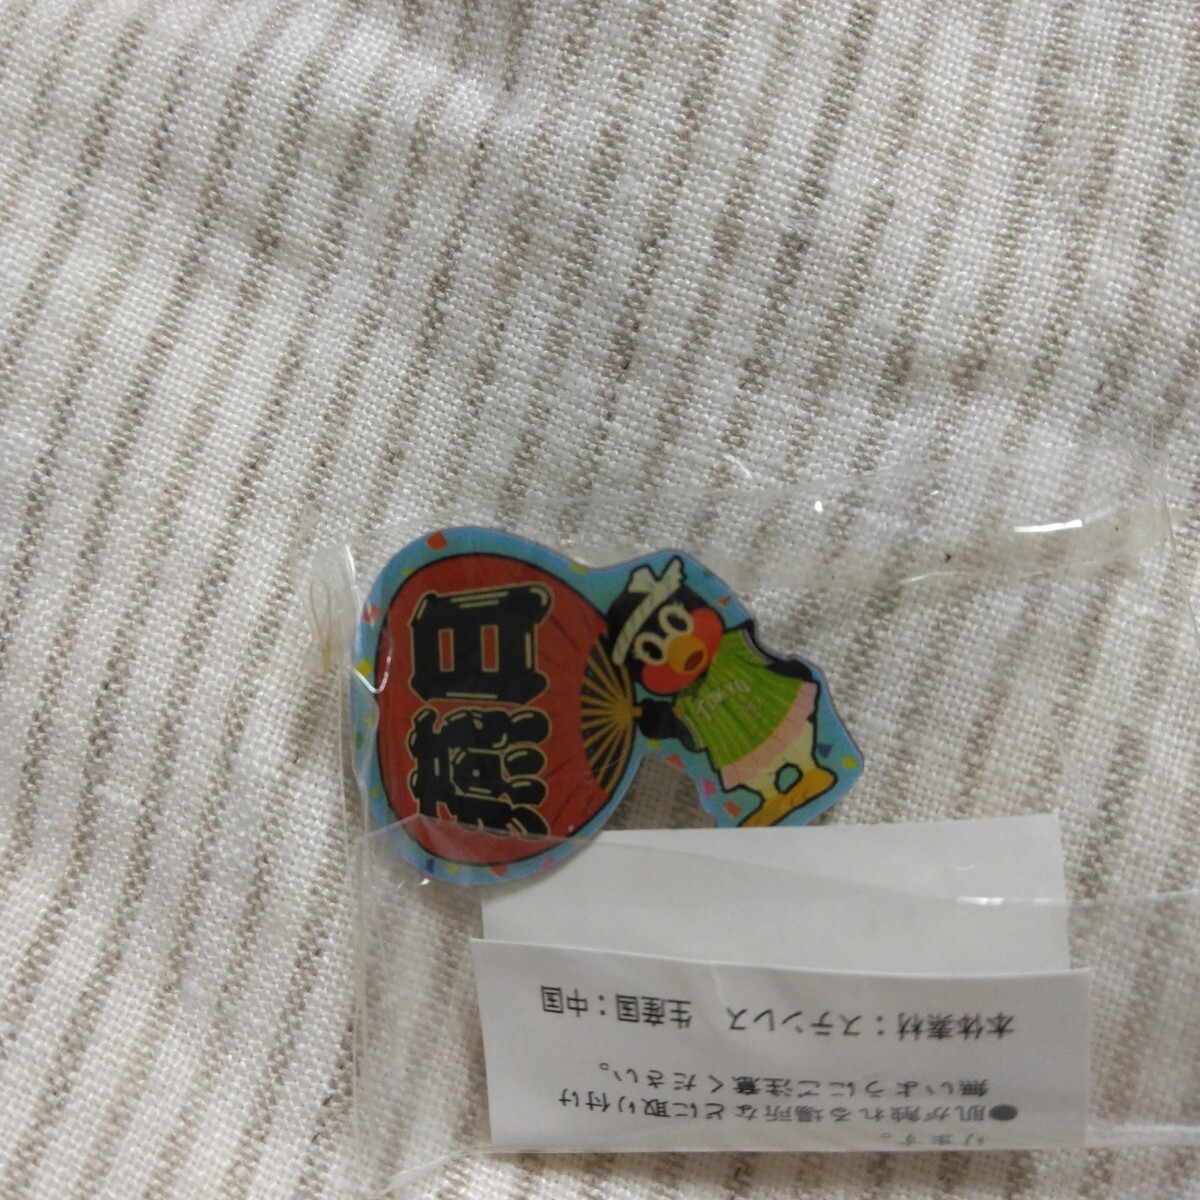 TOKYO
ります。
●肌が触れる場所などに取り付け
無いようにご注意ください。
本体素材：ステンレス　生産国：中国